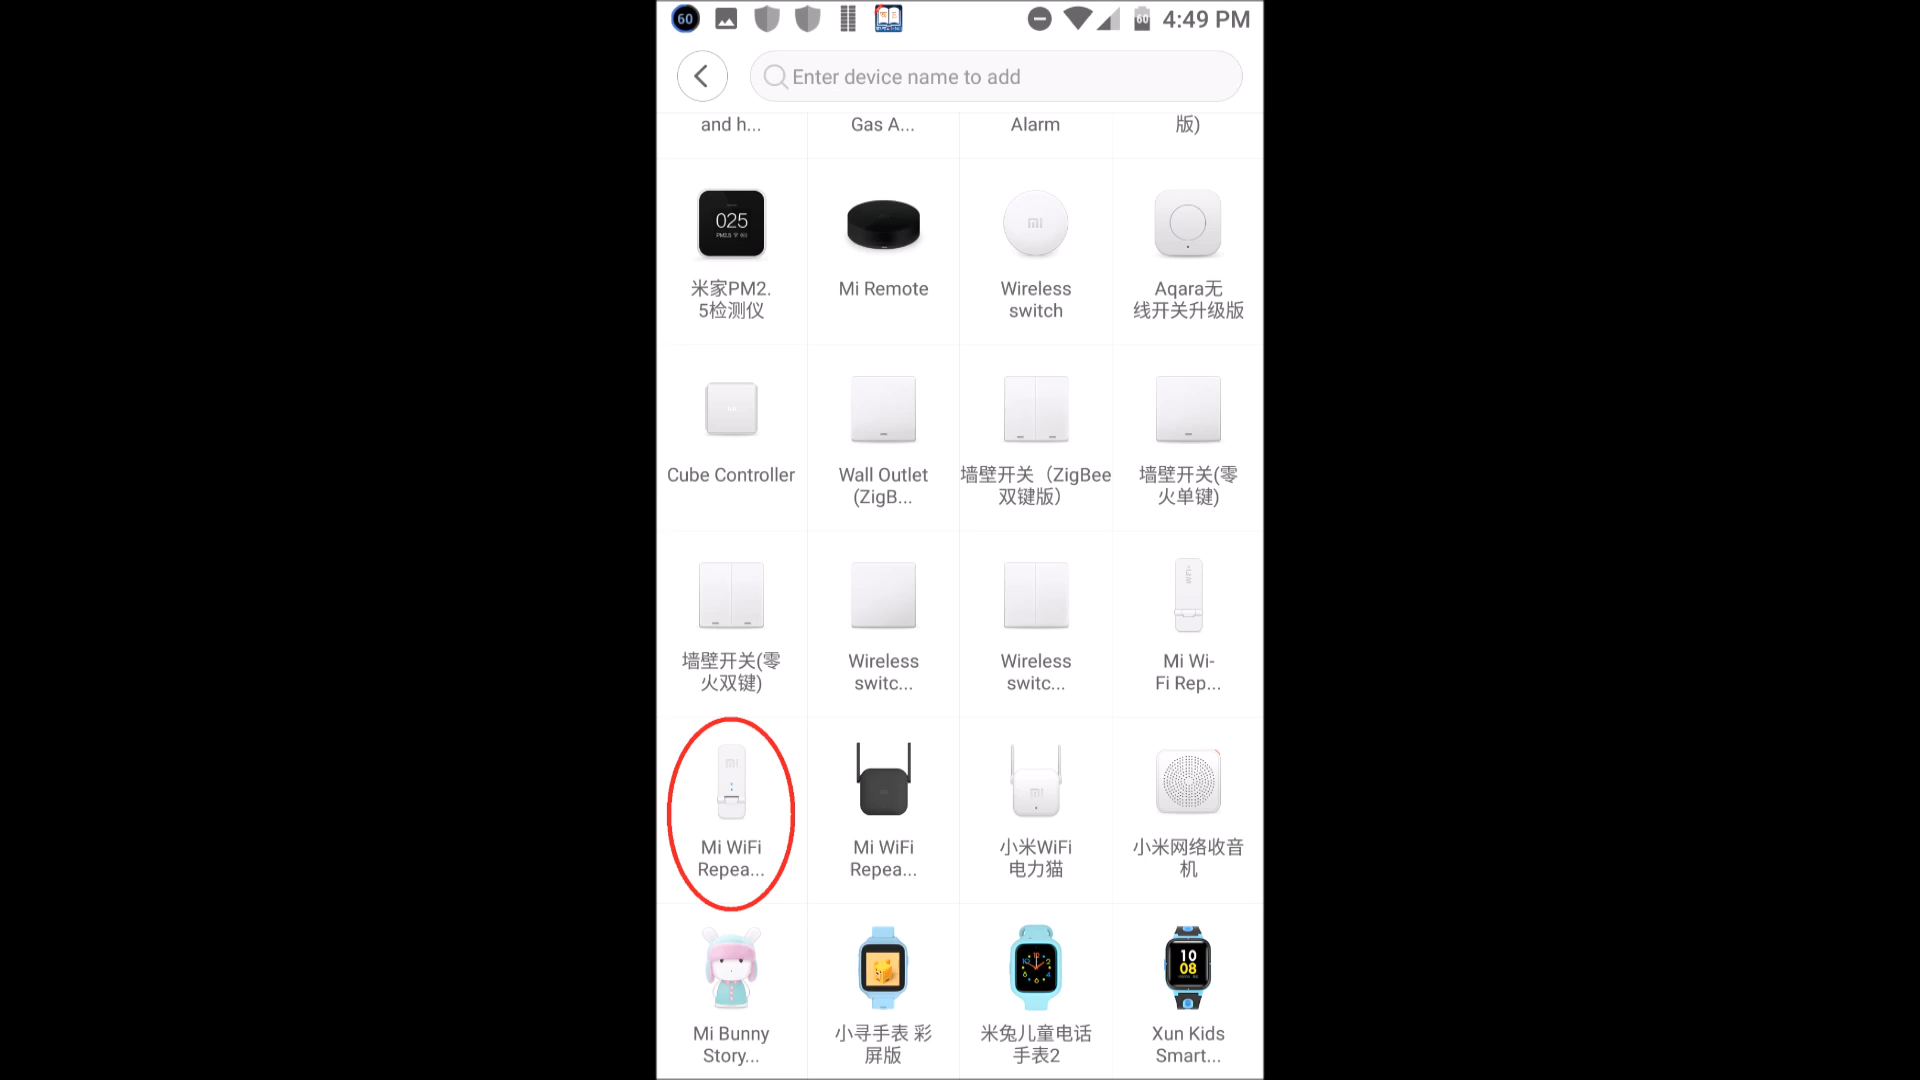 60
60
4:49 PM
Enter device name to add
and h...
Gas A...
Alarm
版)
025
米家PM2.
5检测仪
Mi Remote
mi
Wireless
switch
Aqara无
线开关升级版
Cube Controller
Wall Outlet
(ZigB...
墙壁开关（ZigBee
双键版）
墙壁开关(零
火单键)
墙壁开关(零
火双键)
Wireless
switc...
Wireless
switc...
WiFi+
Mi Wi-
Fi Rep...
mi
Mi WiFi
Repea...
Mi WiFi
Repea...
mi
小米WiFi
电力猫
小米网络收音
机
Mi Bunny
Story...
小寻手表 彩
屏版
米兔儿童电话
手表2
10
08
Xun Kids
Smart...